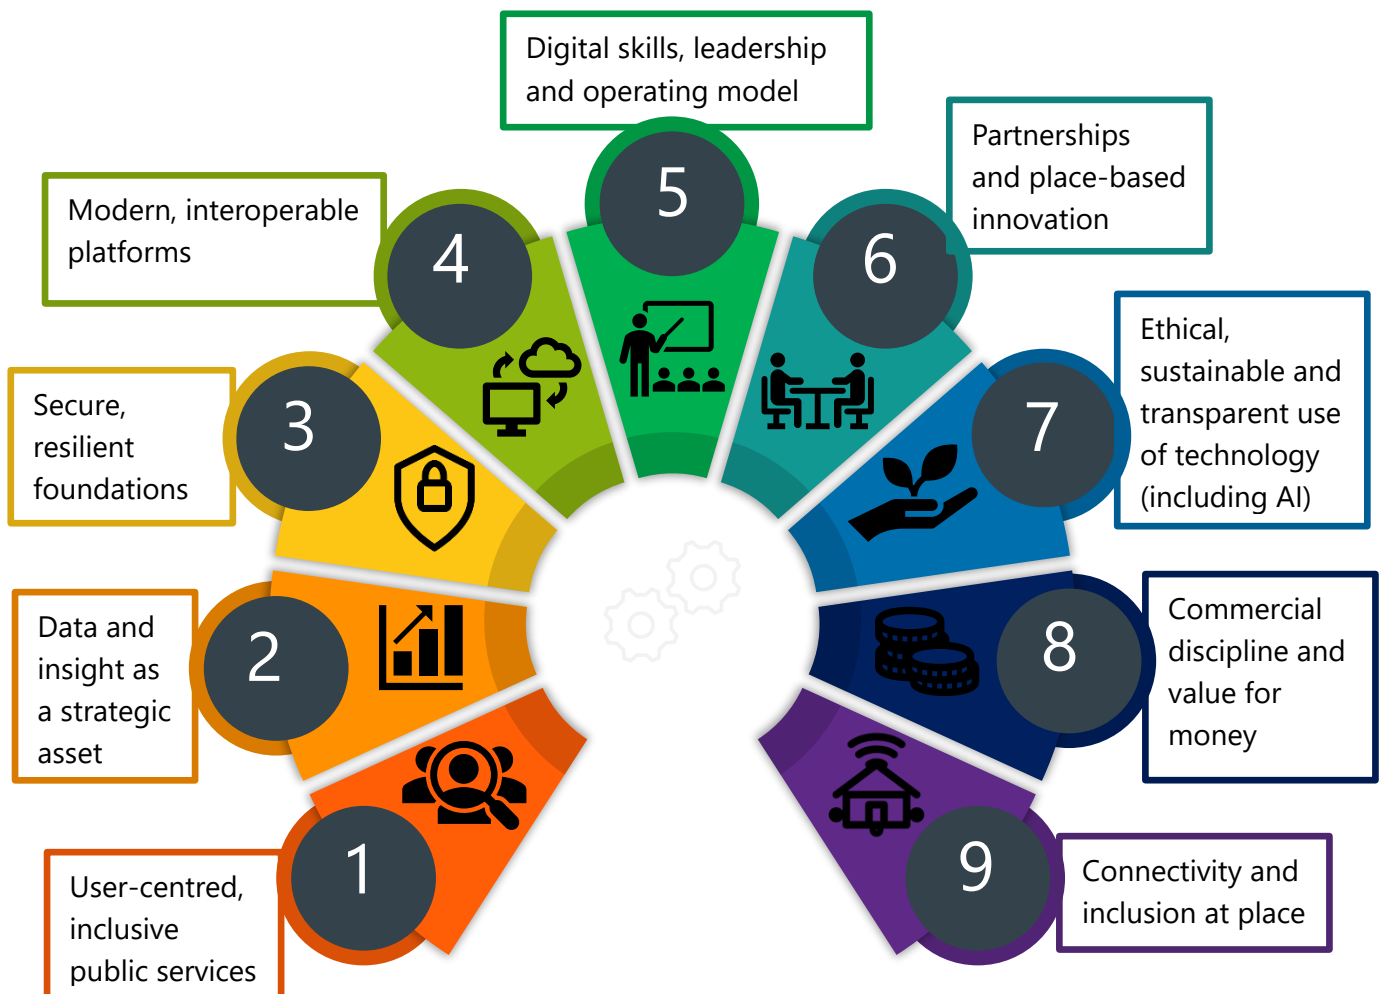 1
User-centred,
inclusive
public services
2
Data and
insight as
a strategic
asset
3
Secure,
resilient
foundations
4
Modern, interoperable
platforms
5
Digital skills, leadership
and operating model
6
Partnerships
and place-based
innovation
7
Ethical,
sustainable and
transparent use
of technology
(including AI)
8
Commercial
discipline and
value for
money
9
Connectivity and
inclusion at place